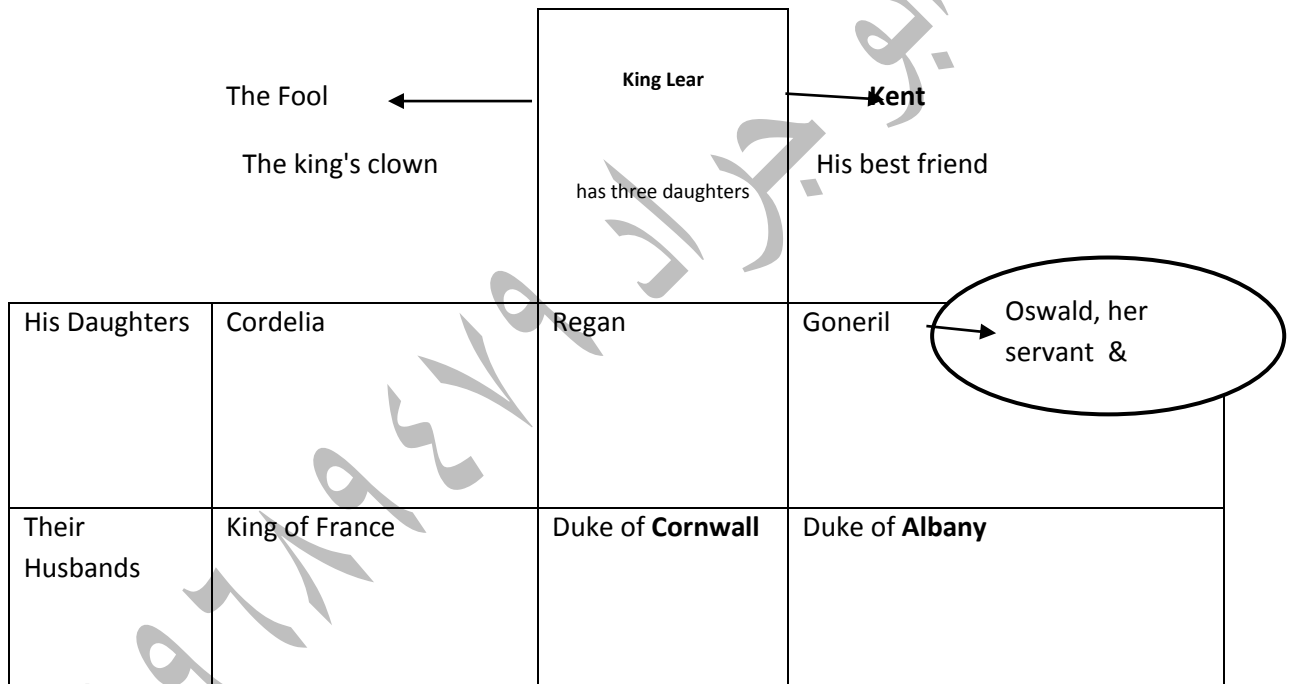 King Lear
The Fool
Kent
The king's clown
His best friend
has three daughters
His Daughters
Cordelia
Regan
Goneril
Oswald, her
servant &
Their
Husbands
King of France
Duke of Cornwall
Duke of Albany
جراد